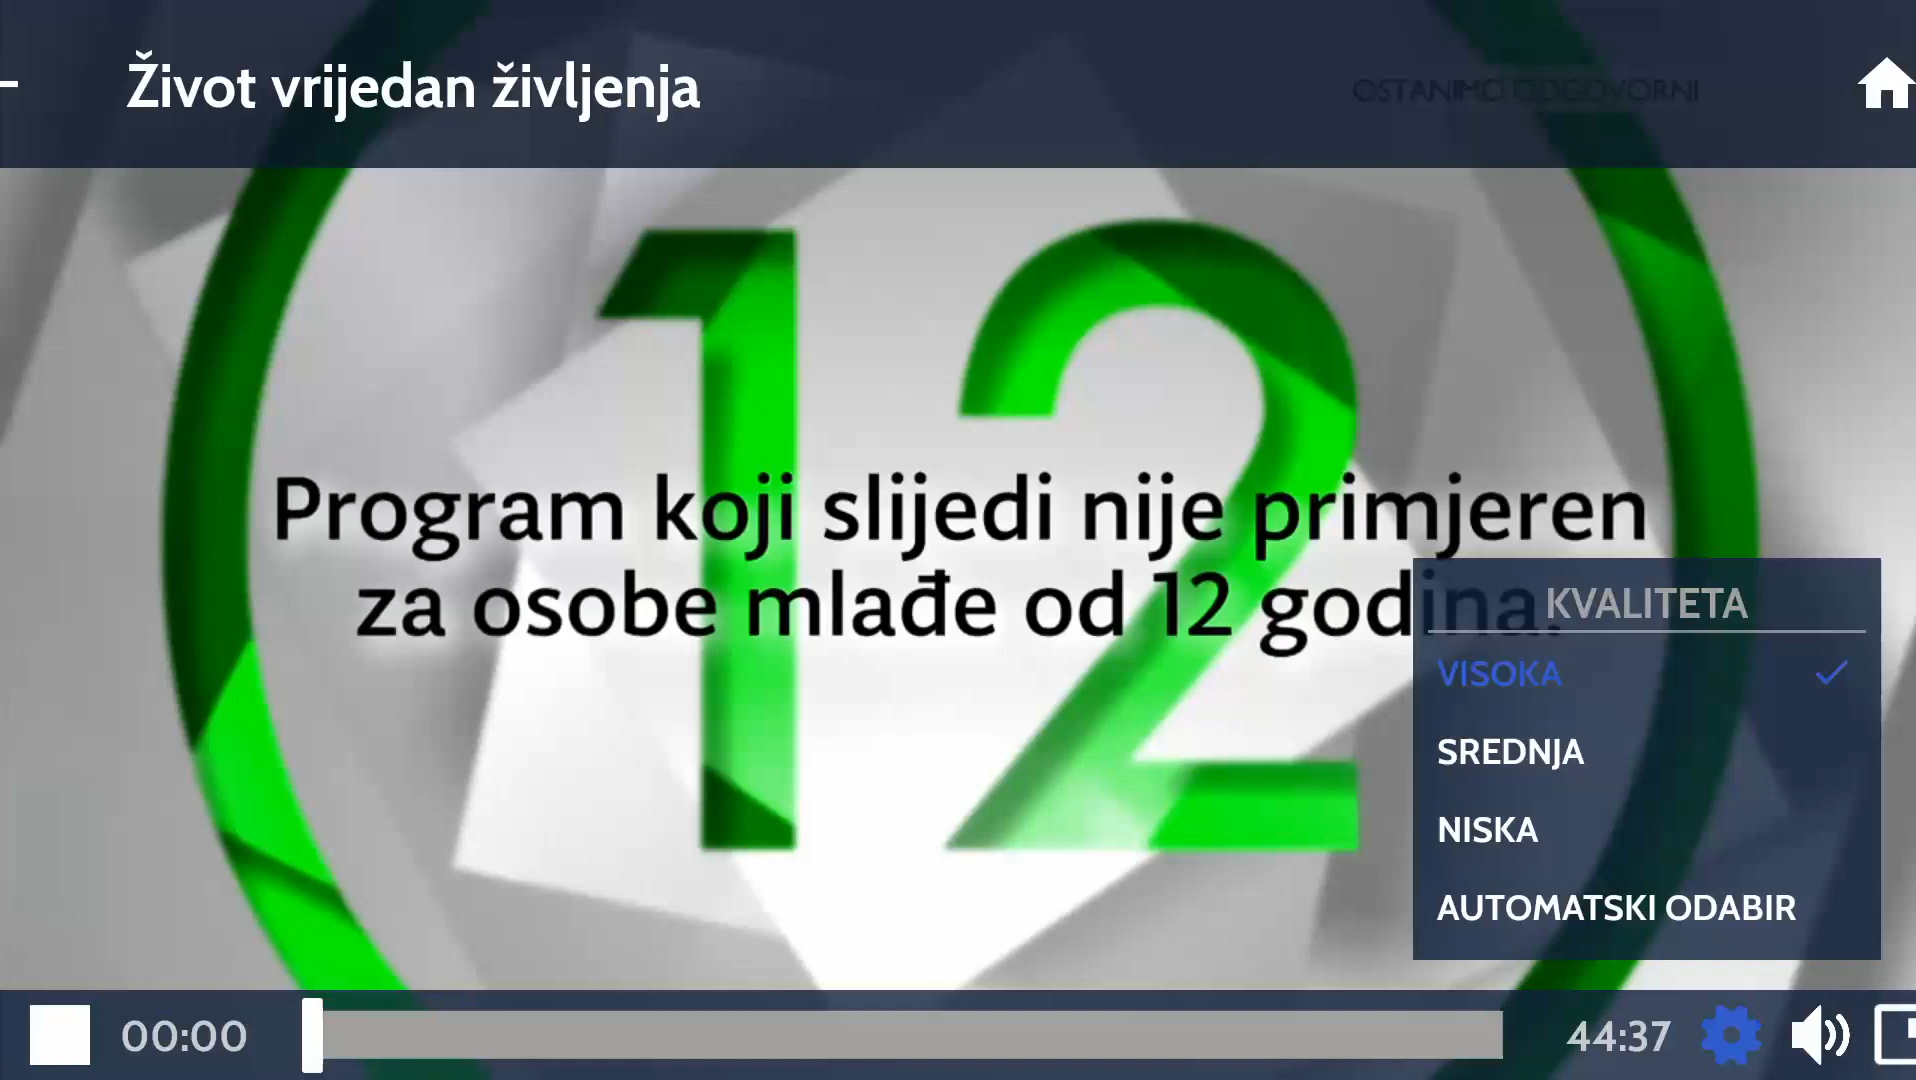 Život vrijedan življenja
OSTANIMO ODGOVORNI
12
Program koji slijedi nije primjeren
za osobe mlađe od 12 godina.
KVALITETA
VISOKA
SREDNJA
NISKA
AUTOMATSKI ODABIR
00:00
44:37